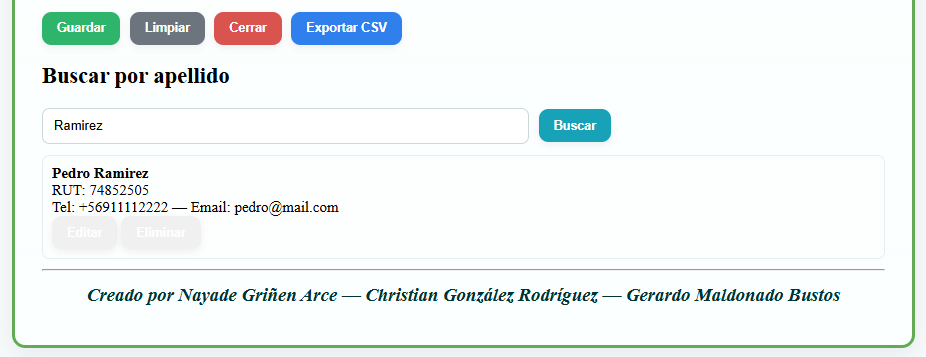 Guardar Limpiar Cerrar Exportar CSV
Buscar por apellido
Ramirez Buscar
Pedro Ramirez
RUT: 74852505
Tel: +56911112222 — Email: pedro@mail.com
Editar Eliminar
Creado por Nayade Griñen Arce — Christian González Rodríguez — Gerardo Maldonado Bustos